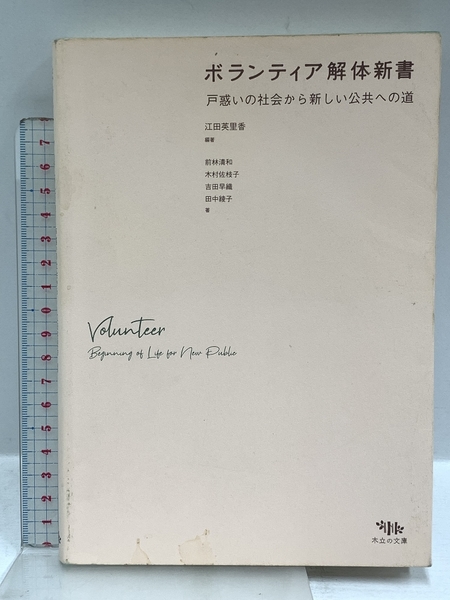 ボランティア解体新書
戸惑いの社会から新しい公共への道
江田英里香
編著
前林清和
木村佐枝子
吉田早織
田中綾子
著
Volunteer
Beginning of Life for New Public
木立の文庫